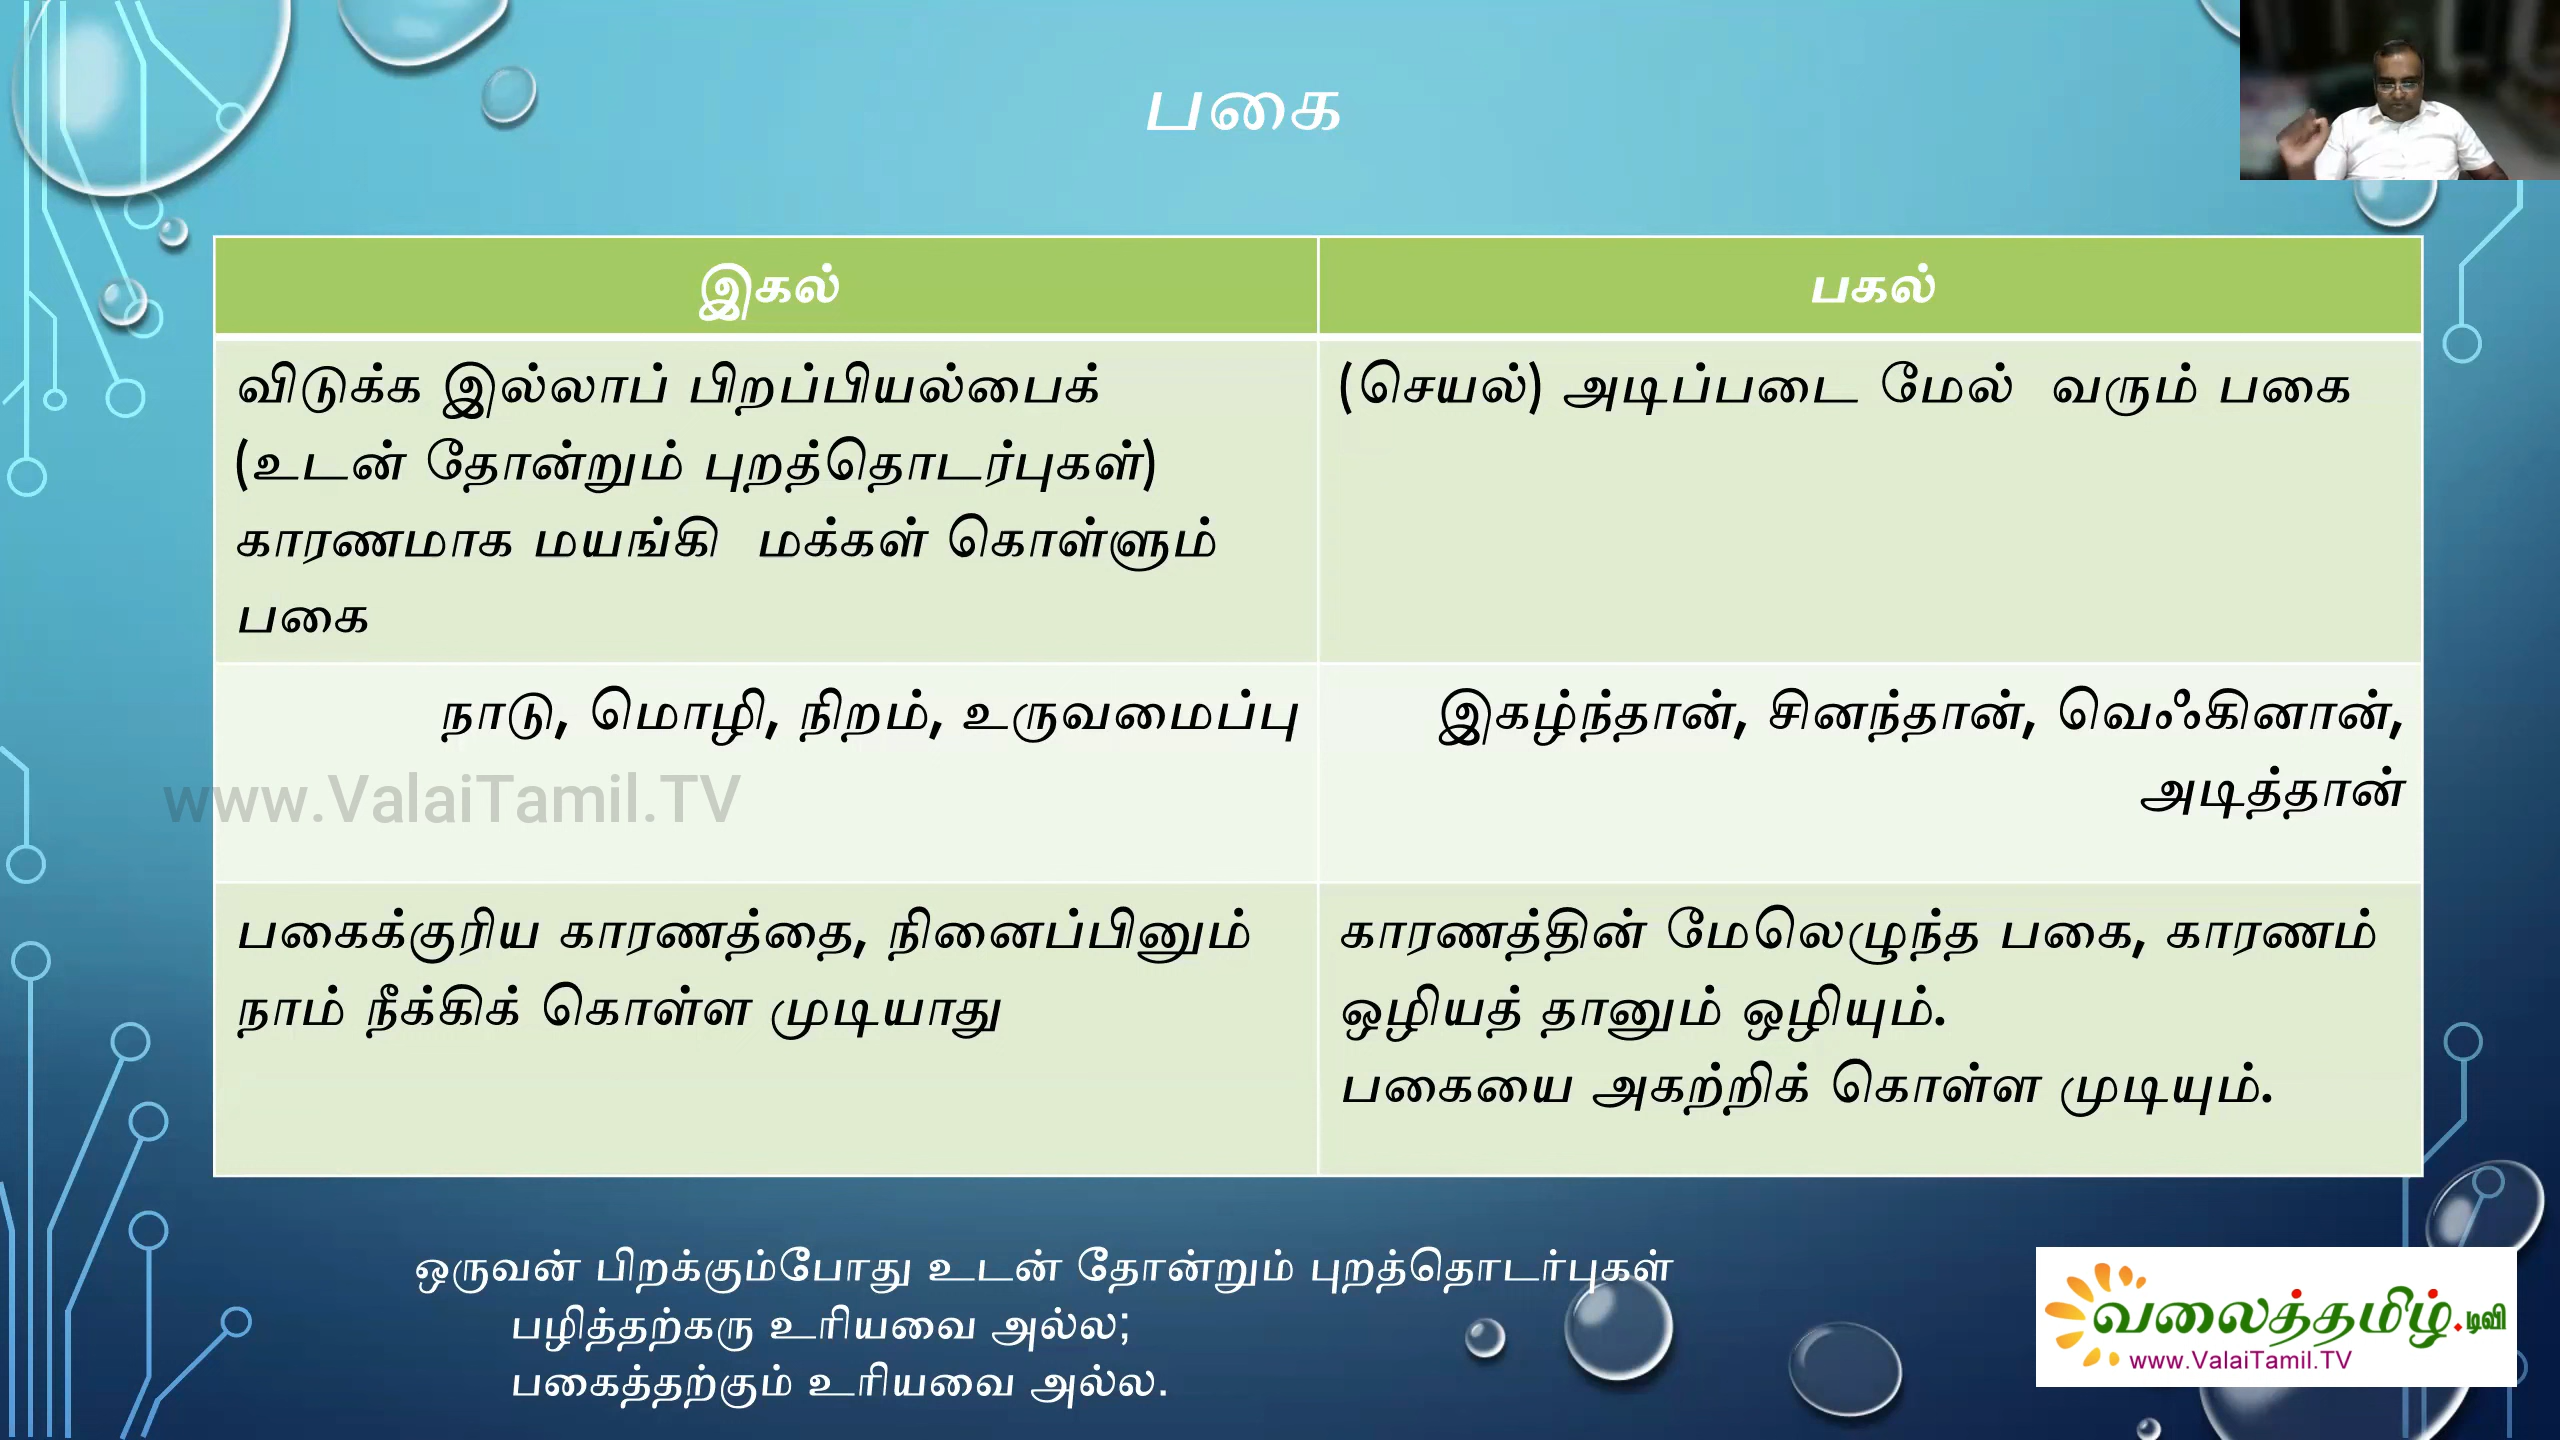 பகை
இகல்
பகல்
விடுக்க இல்லாப் பிறப்பியல்பைக்
(உடன் தோன்றும் புறத்தொடர்புகள்)
காரணமாக மயங்கி மக்கள் கொள்ளும்
பகை
(செயல்) அடிப்படை மேல் வரும் பகை
நாடு, மொழி, நிறம், உருவமைப்பு
இகழ்ந்தான், சினந்தான், வெஃகினான்,
அடித்தான்
www.ValaiTamil.TV
பகைக்குரிய காரணத்தை, நினைப்பினும்
நாம் நீக்கிக் கொள்ள முடியாது
காரணத்தின் மேலெழுந்த பகை, காரணம்
ஒழியத் தானும் ஒழியும்.
பகையை அகற்றிக் கொள்ள முடியும்.
ஒருவன் பிறக்கும்போது உடன் தோன்றும் புறத்தொடர்புகள்
பழித்தற்கரு உரியவை அல்ல;
பகைத்தற்கும் உரியவை அல்ல.
வலைத்தமிழ்.டிவி
www.ValaiTamil.TV